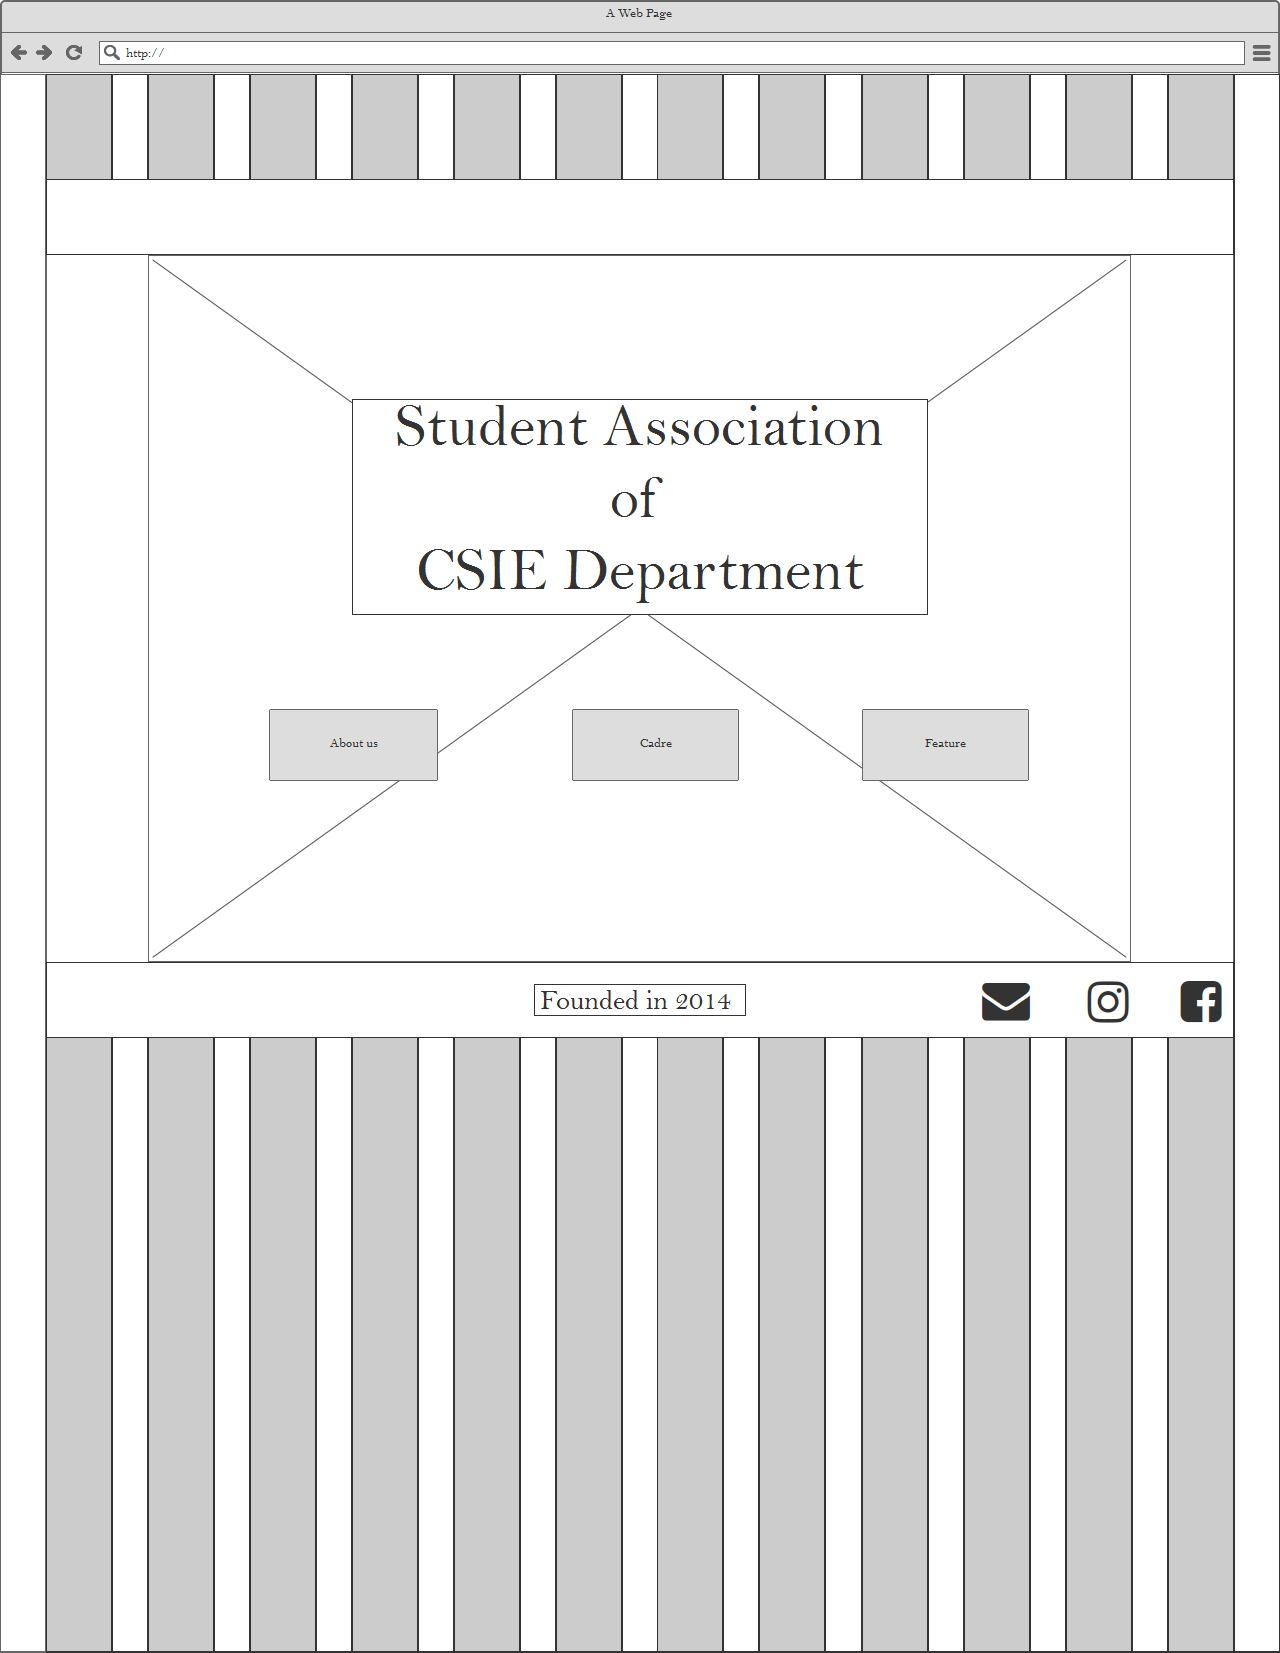 A Web Page
http://
Student Association
of
CSIE Department
About us
Cadre
Feature
Founded in 2014